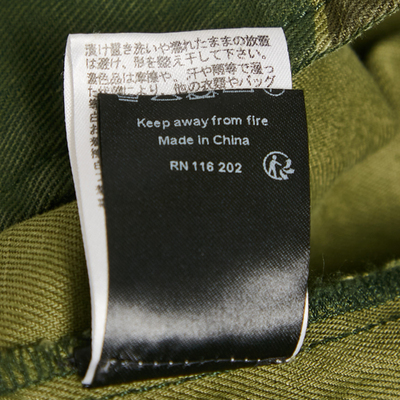 漬け置き洗いや濡れたままの放置
は避け、形を整え干して下さい。
濃色品は摩擦や、汗や雨等で湿っ
た状態により、他の衣類やバッグ
Keep away from fire
Made in China
RN 116 202